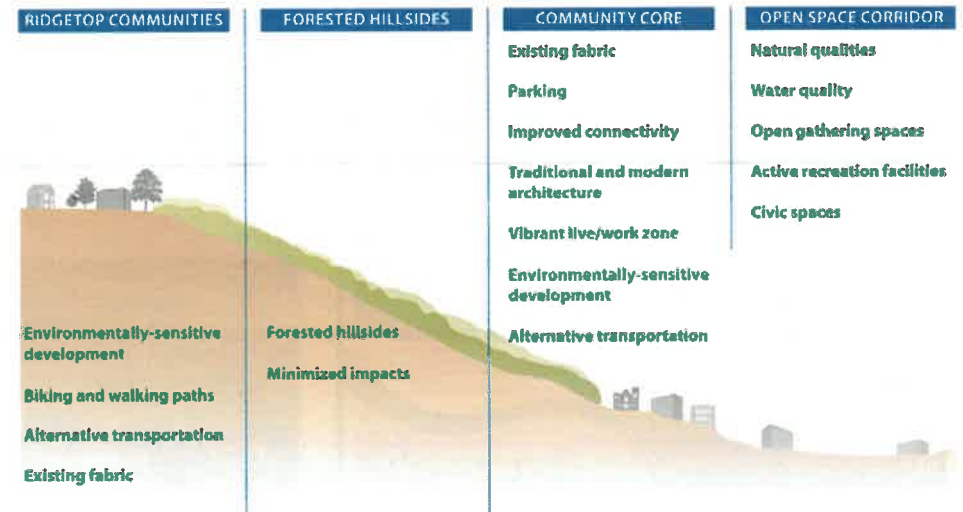 RIDGETOP COMMUNITIES
Environmentally-sensitive
development
Biking and walking paths
Alternative transportation
Existing fabric
FORESTED HILLSIDES
Forested hillsides
Minimized impacts
COMMUNITY CORE
Existing fabric
Parking
Improved connectivity
Traditional and modern
architecture
Vibrant live/work zone
Environmentally-sensitive
development
Alternative transportation
OPEN SPACE CORRIDOR
Natural qualities
Water quality
Open gathering spaces
Active recreation facilities
Civic spaces